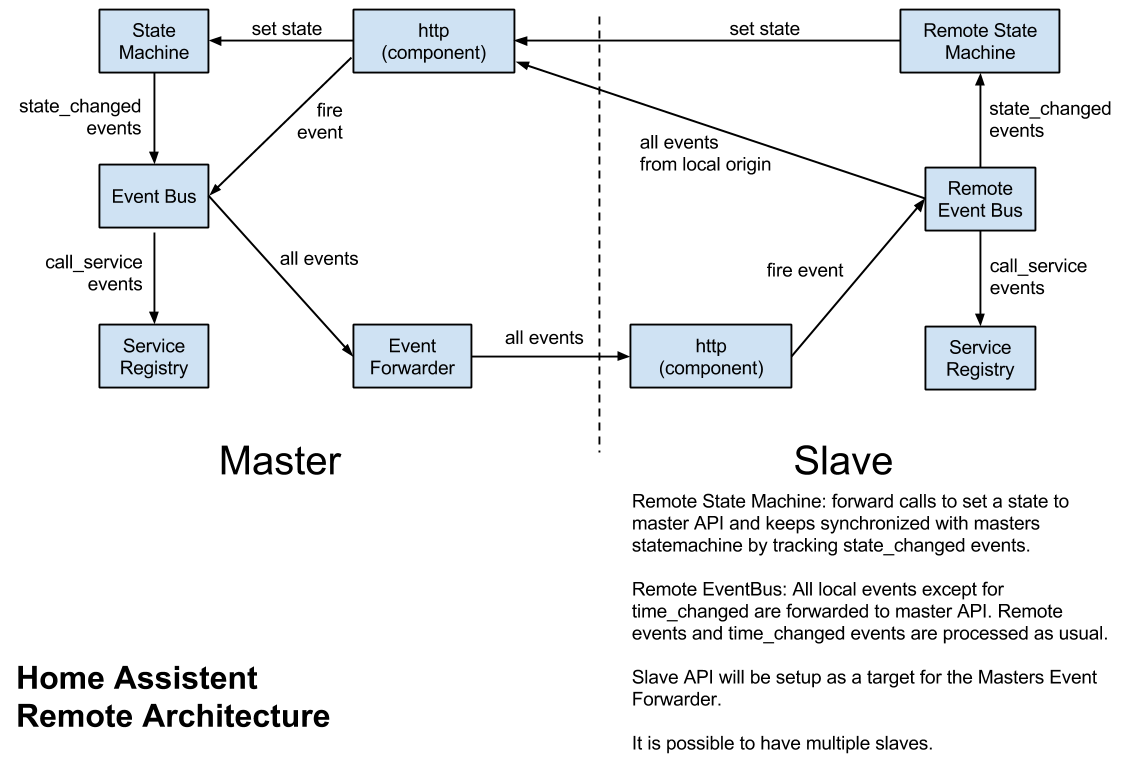 State
Machine
set state
http
(component)
set state
Remote State
Machine
state_changed
events
fire
event
all events
from local origin
state_changed
events
Event Bus
Remote
Event Bus
call_service
events
all events
fire event
call_service
events
Service
Registry
Event
Forwarder
all events
http
(component)
Service
Registry
Master
Slave
Remote State Machine: forward calls to set a state to
master API and keeps synchronized with masters
statemachine by tracking state_changed events.
Remote EventBus: All local events except for
time_changed are forwarded to master API. Remote
events and time_changed events are processed as usual.
Slave API will be setup as a target for the Masters Event
Forwarder.
It is possible to have multiple slaves.
Home Assistent
Remote Architecture